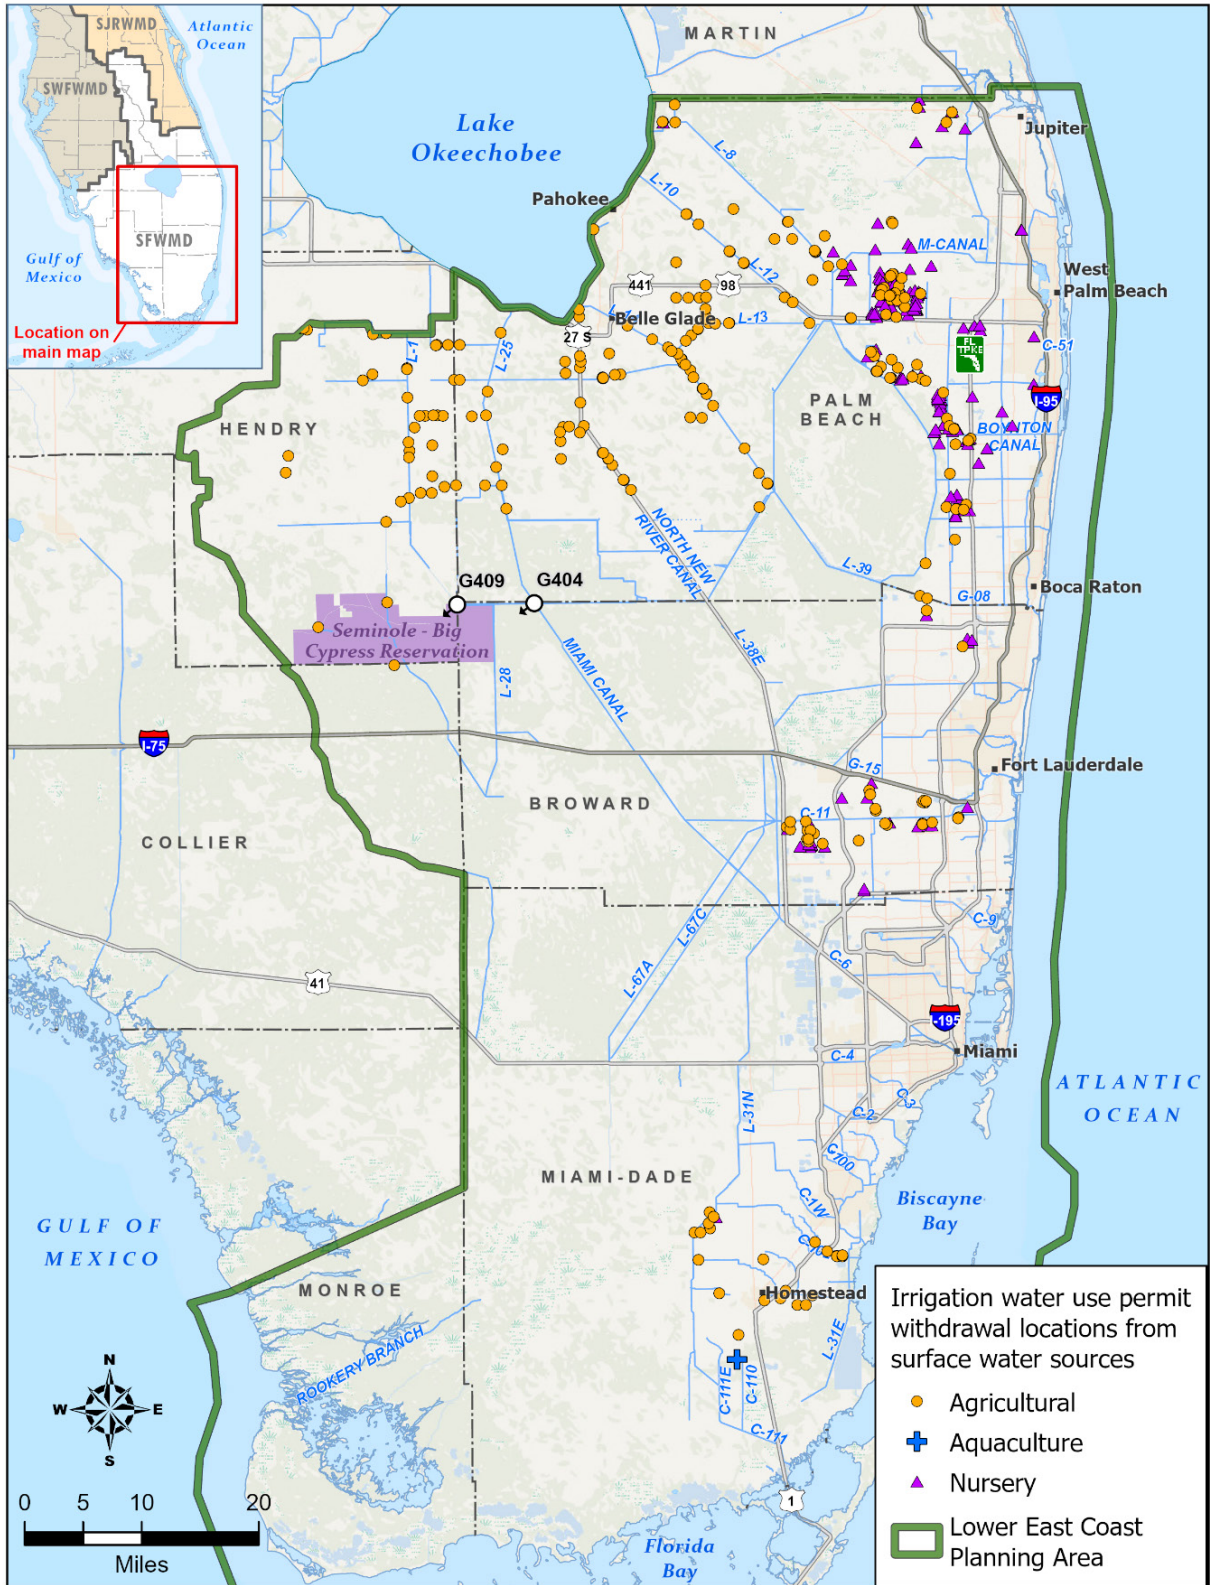 SJRWMD
Atlantic
Ocean
SWFWMD
SFWMD
Gulf of
Mexico
Location on
main map
MARTIN
Lake
Okeechobee
Jupiter
L-8
L-10
Pahokee
M-CANAL
L-12
West
Palm Beach
441
98
Belle Glade
L-13
27 S
FL
TPKE
C-51
L-1
L-25
I-95
PALM
BEACH
HENDRY
BOYNTON
CANAL
NORTH NEW
RIVER CANAL
L-39
G409
G404
Boca Raton
G-08
Seminole - Big
Cypress Reservation
L-38E
L-28
MIAMI CANAL
I-75
G-15
Fort Lauderdale
BROWARD
C-11
COLLIER
L-67C
C-9
L-67A
C-6
41
I-195
C-4
Miami
ATLANTIC
OCEAN
L-31N
C-3
C-2
C-100
MIAMI-DADE
C-1W
Biscayne
Bay
GULF OF
MEXICO
MONROE
Homestead
L-31E
ROOKERY BRANCH
C-111E
C-110
C-111
1
Florida
Bay
N
W E
S
0 5 10 20
Miles
Irrigation water use permit
withdrawal locations from
surface water sources
Agricultural
Aquaculture
Nursery
Lower East Coast
Planning Area